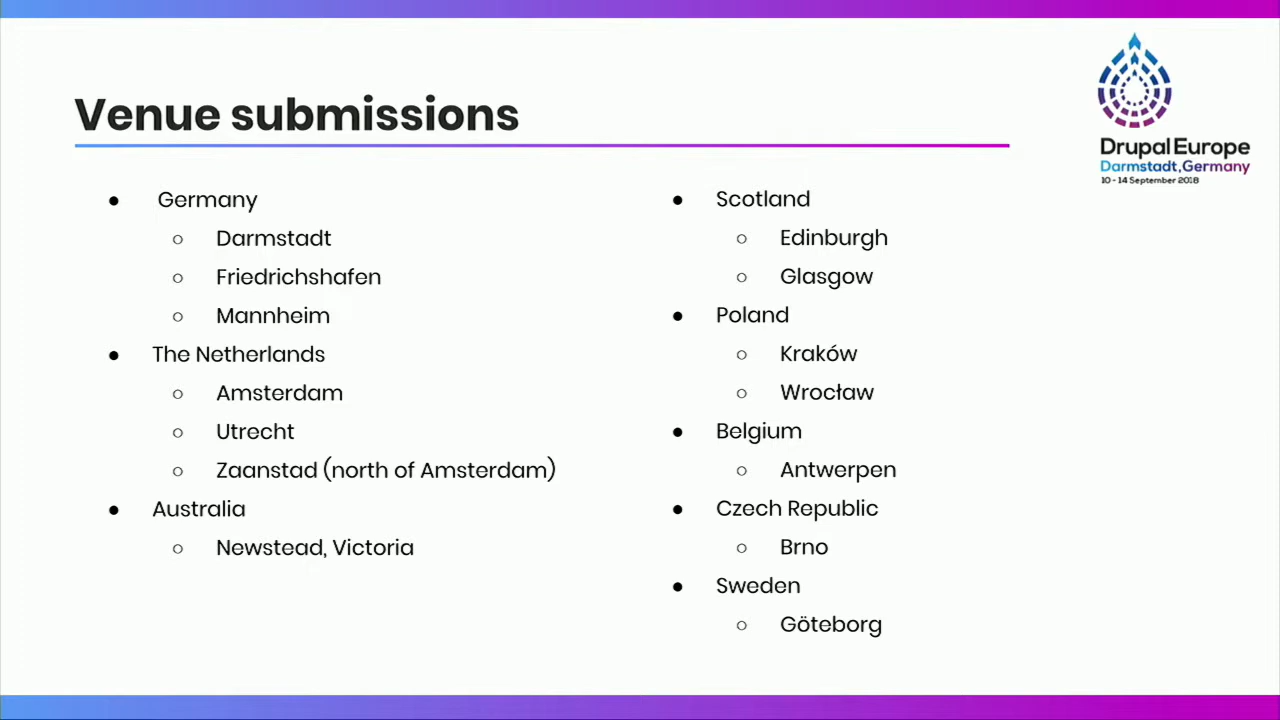 Venue submissions
Drupal Europe
Darmstadt, Germany
10 - 14 September 2018
● Germany
○ Darmstadt
○ Friedrichshafen
○ Mannheim
● The Netherlands
○ Amsterdam
○ Utrecht
○ Zaanstad (north of Amsterdam)
● Australia
○ Newstead, Victoria
● Scotland
○ Edinburgh
○ Glasgow
● Poland
○ Kraków
○ Wrocław
● Belgium
○ Antwerpen
● Czech Republic
○ Brno
● Sweden
○ Göteborg